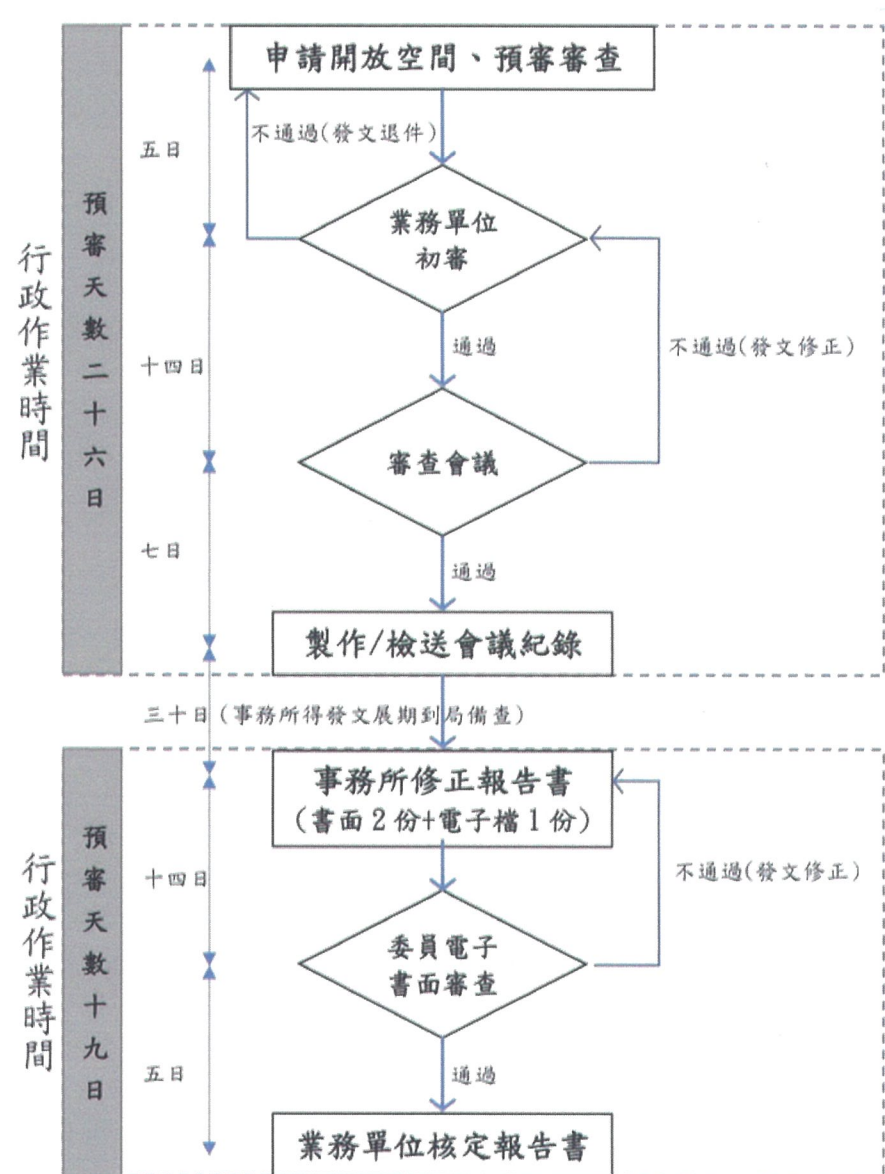 申請開放空間、預審審查
不通過(發文退件)
五日
業務單位
初審
行政作業時間
預審天數二十六日
十四日
通過
不通過(發文修正)
審查會議
七日
通過
製作/檢送會議紀錄
三十日(事務所得發文展期到局備查)
事務所修正報告書
(書面2份+電子檔1份)
行政作業時間
預審天數十九日
十四日
不通過(發文修正)
委員電子
書面審查
五日
通過
業務單位核定報告書